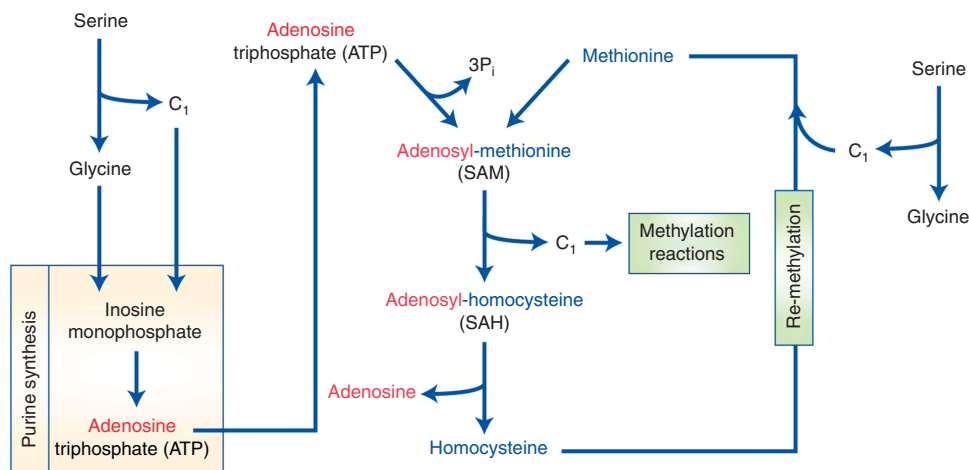 Serine
C₁
Glycine
Purine synthesis
Inosine
monophosphate
Adenosine
triphosphate (ATP)
Adenosine
triphosphate (ATP)
3Pᵢ
Methionine
Adenosyl-methionine
(SAM)
C₁
Methylation
reactions
Adenosyl-homocysteine
(SAH)
Adenosine
Homocysteine
Re-methylation
Serine
C₁
Glycine